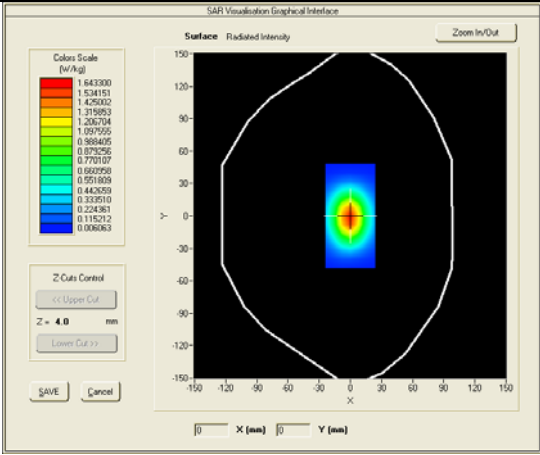 SAR Visualisation Graphical Interface
Surface Radiated Intensity
Zoom In/Out
Colors Scale
(W/kg)
1.643300
1.534151
1.425002
1.315853
1.206704
1.097555
0.988405
0.879256
0.770107
0.660958
0.551809
0.442659
0.333510
0.224361
0.115212
0.006063
Z-Cuts Control
<< Upper Cut
Z = 4.0 mm
Lower Cut >>
SAVE Cancel
150
120
90
60
30
0
-30
-60
-90
-120
-150
Y
-150 -120 -90 -60 -30 0 30 60 90 120 150
X
0 X (mm) 0 Y (mm)